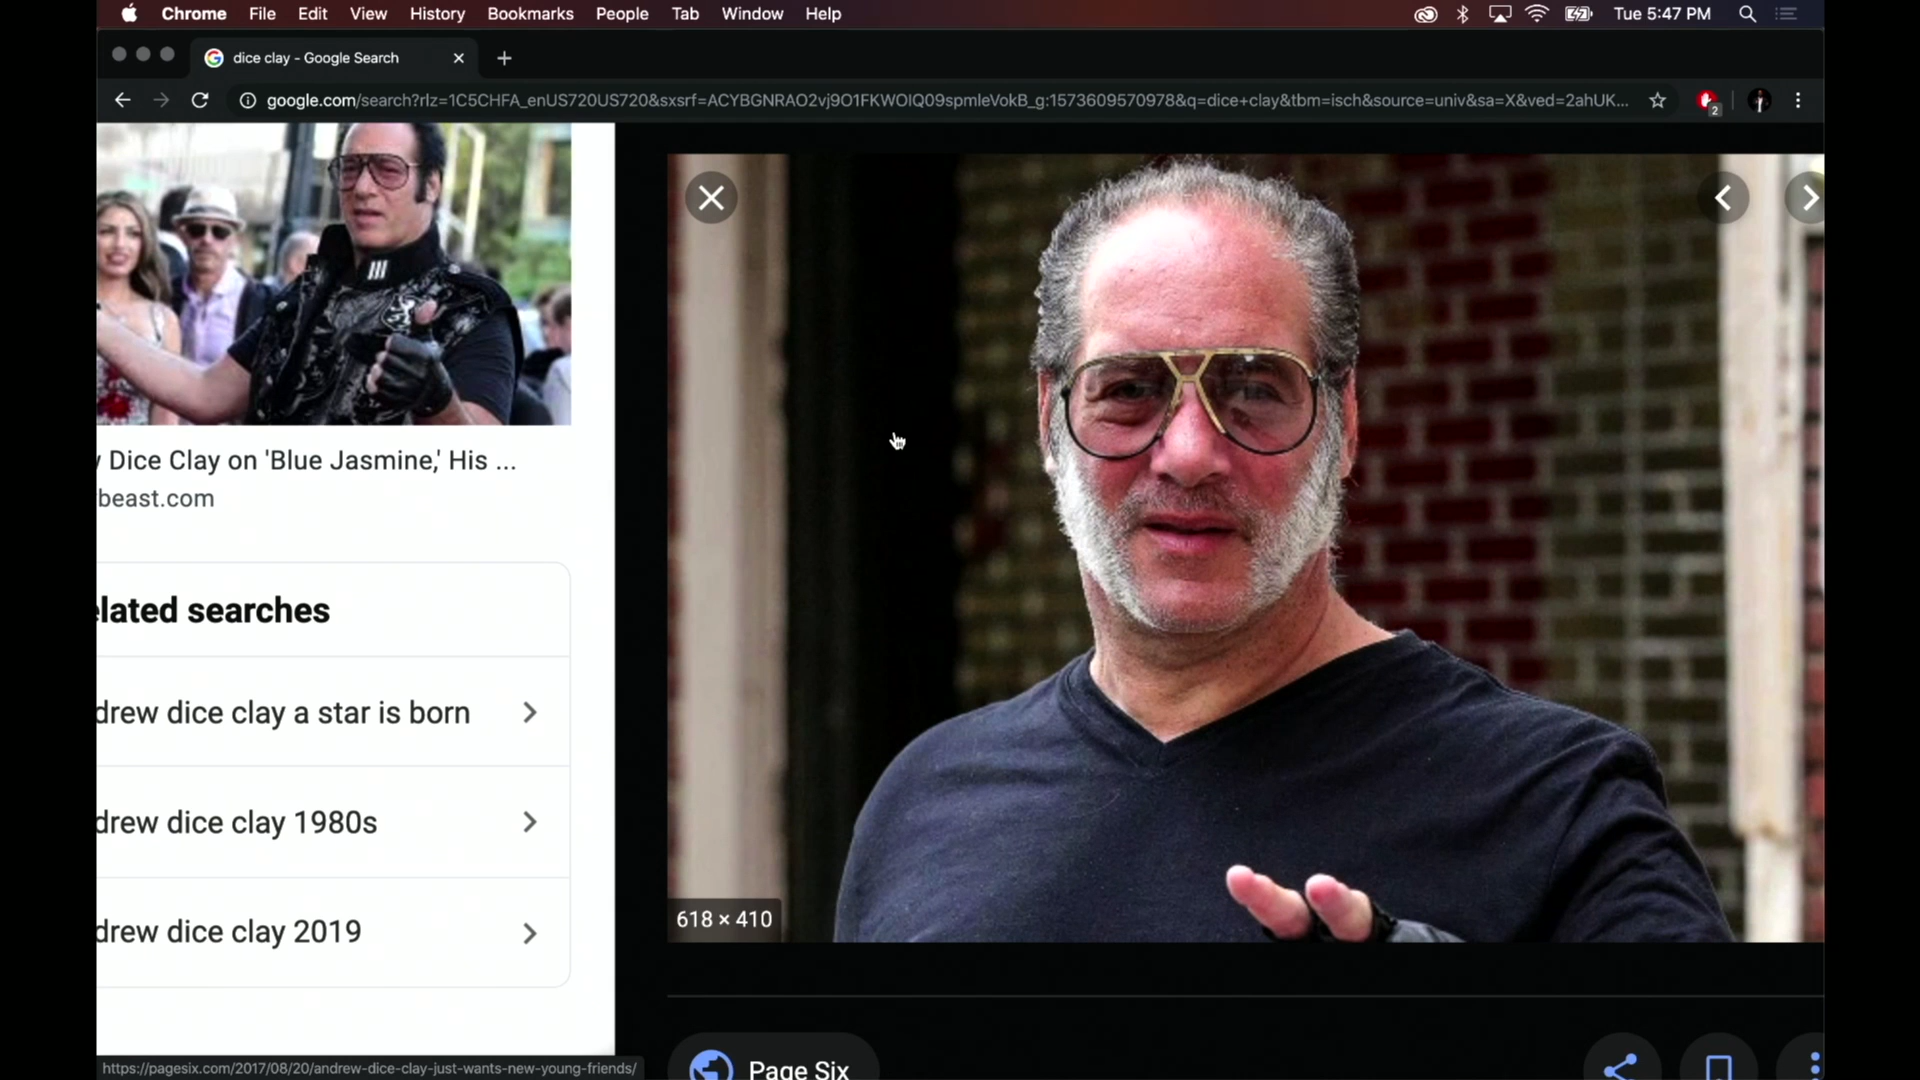 Chrome File Edit View History Bookmarks People Tab Window Help Tue 5:47 PM
dice clay - Google Search
google.com/search?rlz=1C5CHFA_enUS720US720&sxsrf=ACYBGNRAO2vj9O1FKWOIQ09spmleVokB_g:1573609570978&q=dice+clay&tbm=isch&source=univ&sa=X&ved=2ahUK...
2
Dice Clay on 'Blue Jasmine,' His ...
beast.com
elated searches
drew dice clay a star is born
drew dice clay 1980s
drew dice clay 2019
618 × 410
https://pagesix.com/2017/08/20/andrew-dice-clay-just-wants-new-young-friends/
Page Six